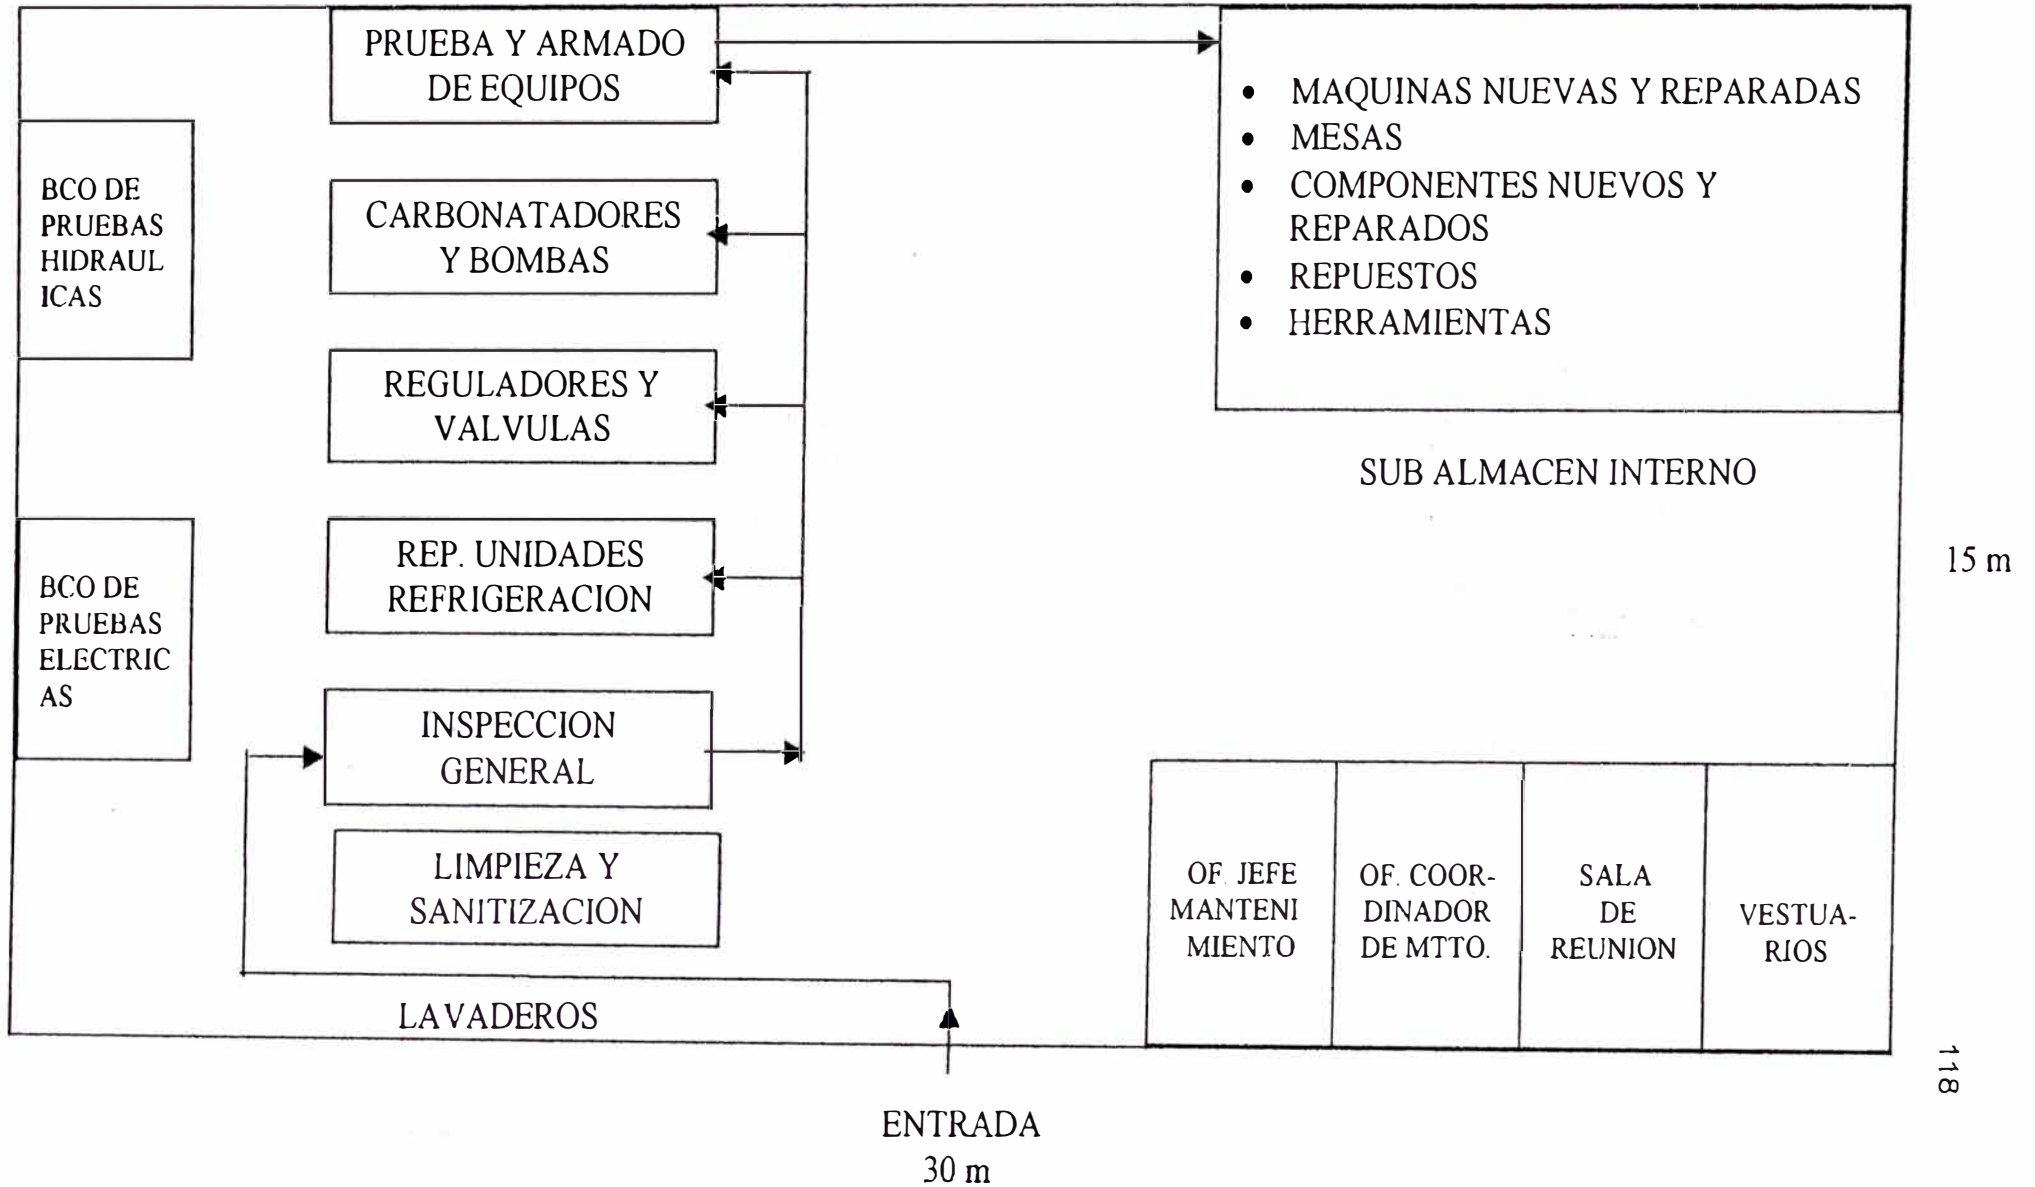 PRUEBA Y ARMADO
DE EQUIPOS
• MAQUINAS NUEVAS Y REPARADAS
• MESAS
• COMPONENTES NUEVOS Y
REPARADOS
• REPUESTOS
• HERRAMIENTAS
BCO DE
PRUEBAS
HIDRAUL
ICAS
CARBONATADORES
Y BOMBAS
REGULADORES Y
VALVULAS
SUB ALMACEN INTERNO
15 m
BCO DE
PRUEBAS
ELECTRIC
AS
REP. UNIDADES
REFRIGERACION
INSPECCION
GENERAL
LIMPIEZA Y
SANITIZACION
OF. JEFE
MANTENI
MIENTO
OF. COOR-
DINADOR
DE MTTO.
SALA
DE
REUNION
VESTUA-
RIOS
LAVADEROS
ENTRADA
30 m
118